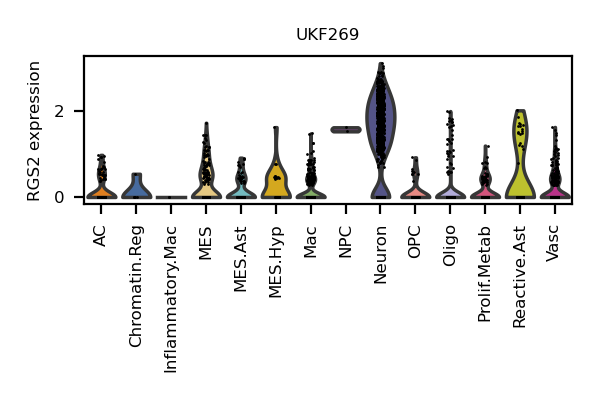 UKF269
RGS2 expression
2
0
AC
Chromatin.Reg
Inflammatory.Mac
MES
MES.Ast
MES.Hyp
Mac
NPC
Neuron
OPC
Oligo
Prolif.Metab
Reactive.Ast
Vasc